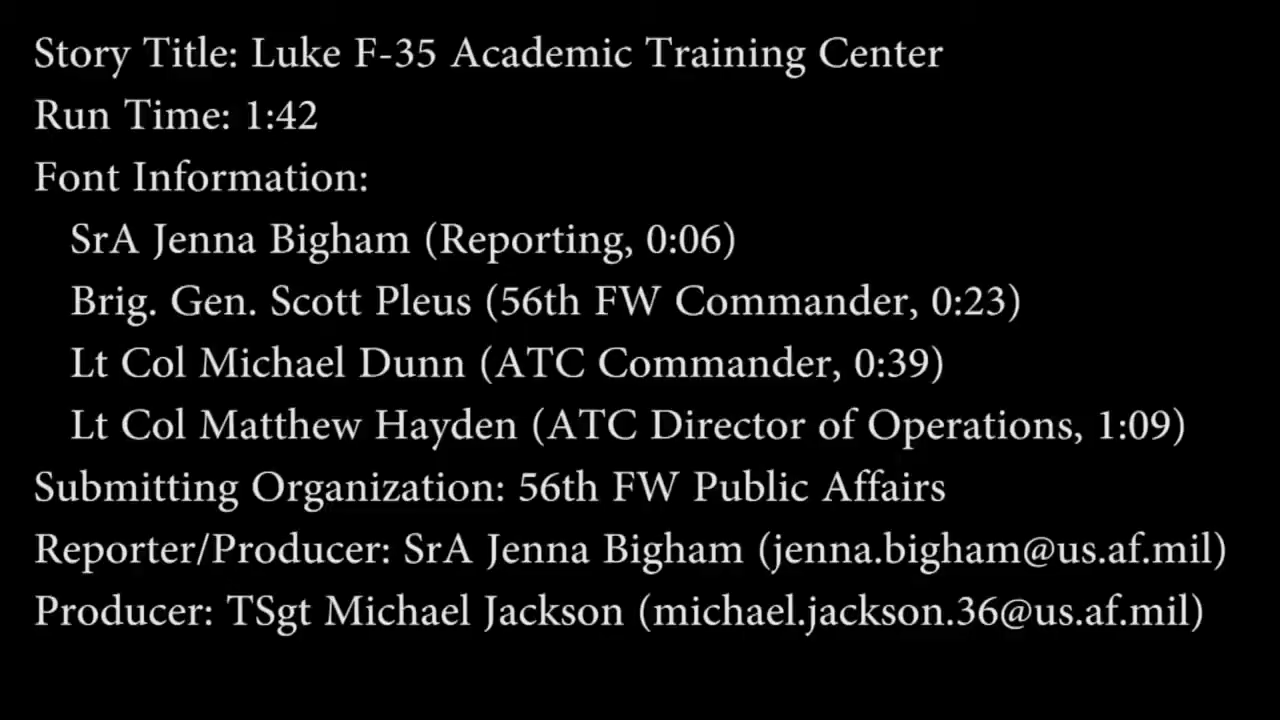 Story Title: Luke F-35 Academic Training Center
Run Time: 1:42
Font Information:
SrA Jenna Bigham (Reporting, 0:06)
Brig. Gen. Scott Pleus (56th FW Commander, 0:23)
Lt Col Michael Dunn (ATC Commander, 0:39)
Lt Col Matthew Hayden (ATC Director of Operations, 1:09)
Submitting Organization: 56th FW Public Affairs
Reporter/Producer: SrA Jenna Bigham (jenna.bigham@us.af.mil)
Producer: TSgt Michael Jackson (michael.jackson.36@us.af.mil)